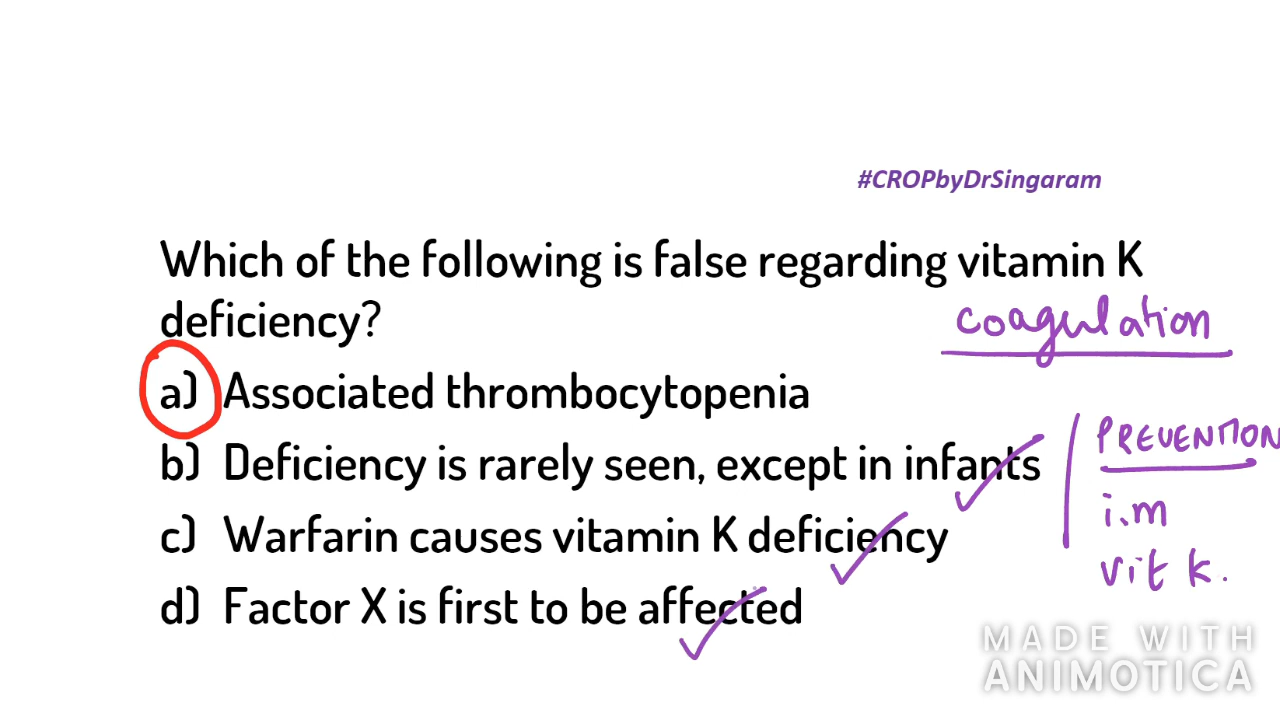 #CROPbyDrSingaram
Which of the following is false regarding vitamin K
deficiency?
coagulation
a) Associated thrombocytopenia
b) Deficiency is rarely seen, except in infants
PREVENTION
c) Warfarin causes vitamin K deficiency
i.m
vit k.
d) Factor X is first to be affected
MADE WITH
ANIMOTICA